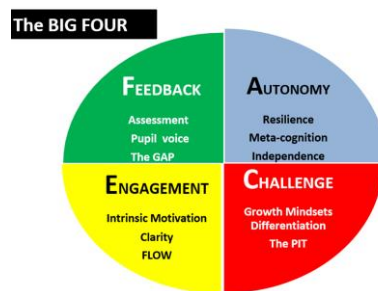 The BIG FOUR
FEEDBACK
Assessment
Pupil voice
The GAP
AUTONOMY
Resilience
Meta-cognition
Independence
ENGAGEMENT
Intrinsic Motivation
Clarity
FLOW
CHALLENGE
Growth Mindsets
Differentiation
The PIT